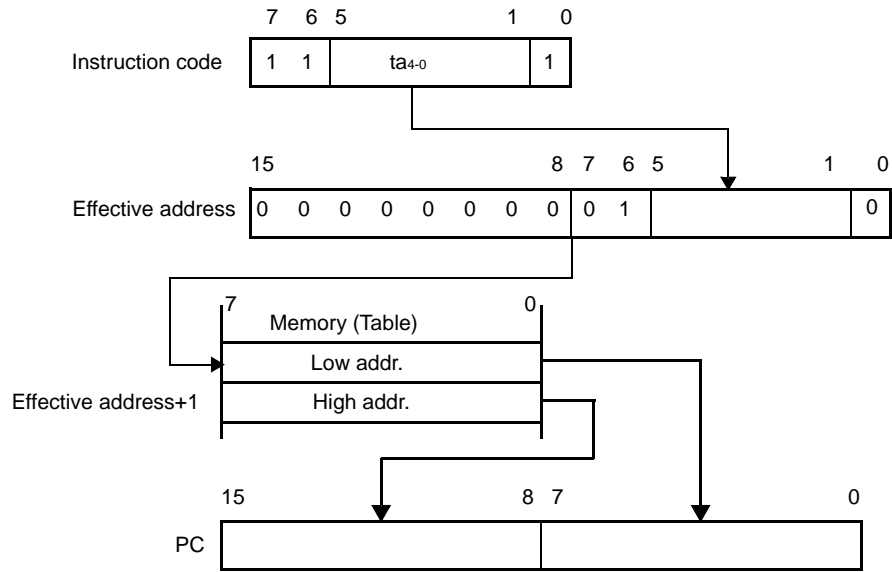 7 6 5 1 0
Instruction code 1 1 ta4-0 1
15 8 7 6 5 1 0
Effective address 0 0 0 0 0 0 0 0 0 1 0
7 0
Memory (Table)
Low addr.
Effective address+1 High addr.
15 8 7 0
PC